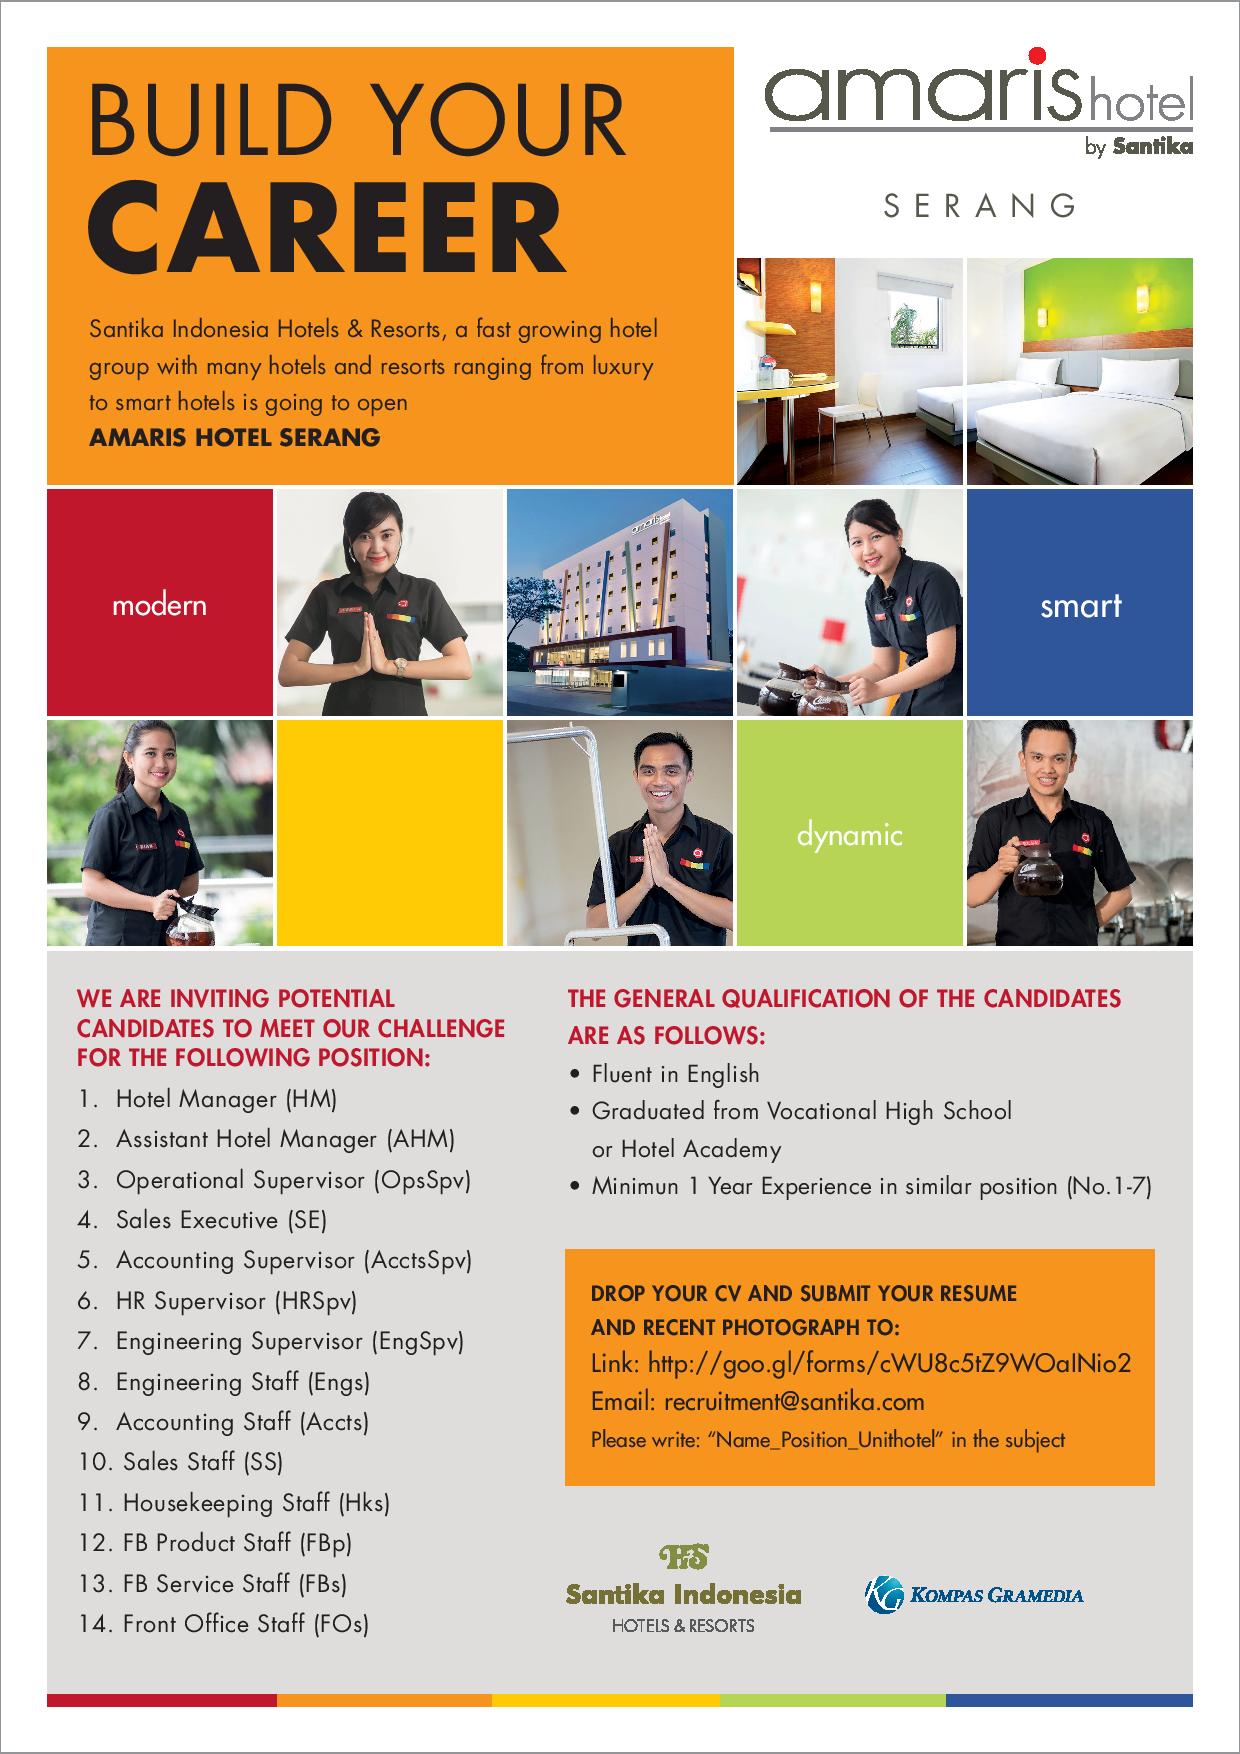 BUILD YOUR
CAREER
Santika Indonesia Hotels & Resorts, a fast growing hotel
group with many hotels and resorts ranging from luxury
to smart hotels is going to open
AMARIS HOTEL SERANG
amaris hotel
by Santika
SERANG
modern
amaris
smart
dynamic
WE ARE INVITING POTENTIAL
CANDIDATES TO MEET OUR CHALLENGE
FOR THE FOLLOWING POSITION:
1. Hotel Manager (HM)
2. Assistant Hotel Manager (AHM)
3. Operational Supervisor (OpsSpv)
4. Sales Executive (SE)
5. Accounting Supervisor (AcctsSpv)
6. HR Supervisor (HRSpv)
7. Engineering Supervisor (EngSpv)
8. Engineering Staff (Engs)
9. Accounting Staff (Accts)
10. Sales Staff (SS)
11. Housekeeping Staff (Hks)
12. FB Product Staff (FBp)
13. FB Service Staff (FBs)
14. Front Office Staff (FOs)
THE GENERAL QUALIFICATION OF THE CANDIDATES
ARE AS FOLLOWS:
• Fluent in English
• Graduated from Vocational High School
or Hotel Academy
• Minimun 1 Year Experience in similar position (No.1-7)
DROP YOUR CV AND SUBMIT YOUR RESUME
AND RECENT PHOTOGRAPH TO:
Link: http://goo.gl/forms/cWU8c5tZ9WOaINio2
Email: recruitment@santika.com
Please write: “Name_Position_Unithotel” in the subject
Santika Indonesia
HOTELS & RESORTS
KG KOMPAS GRAMEDIA